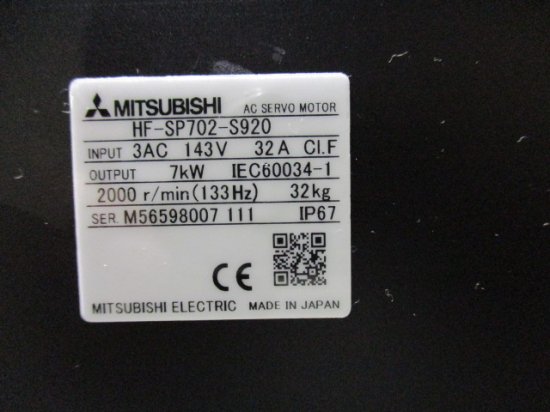 MITSUBISHI AC SERVO MOTOR
HF-SP702-S920
INPUT 3AC 143V 32A Cl.F
OUTPUT 7kW IEC60034-1
2000 r/min(133Hz) 32kg
SER. M56598007 111 IP67
CE
MITSUBISHI ELECTRIC MADE IN JAPAN